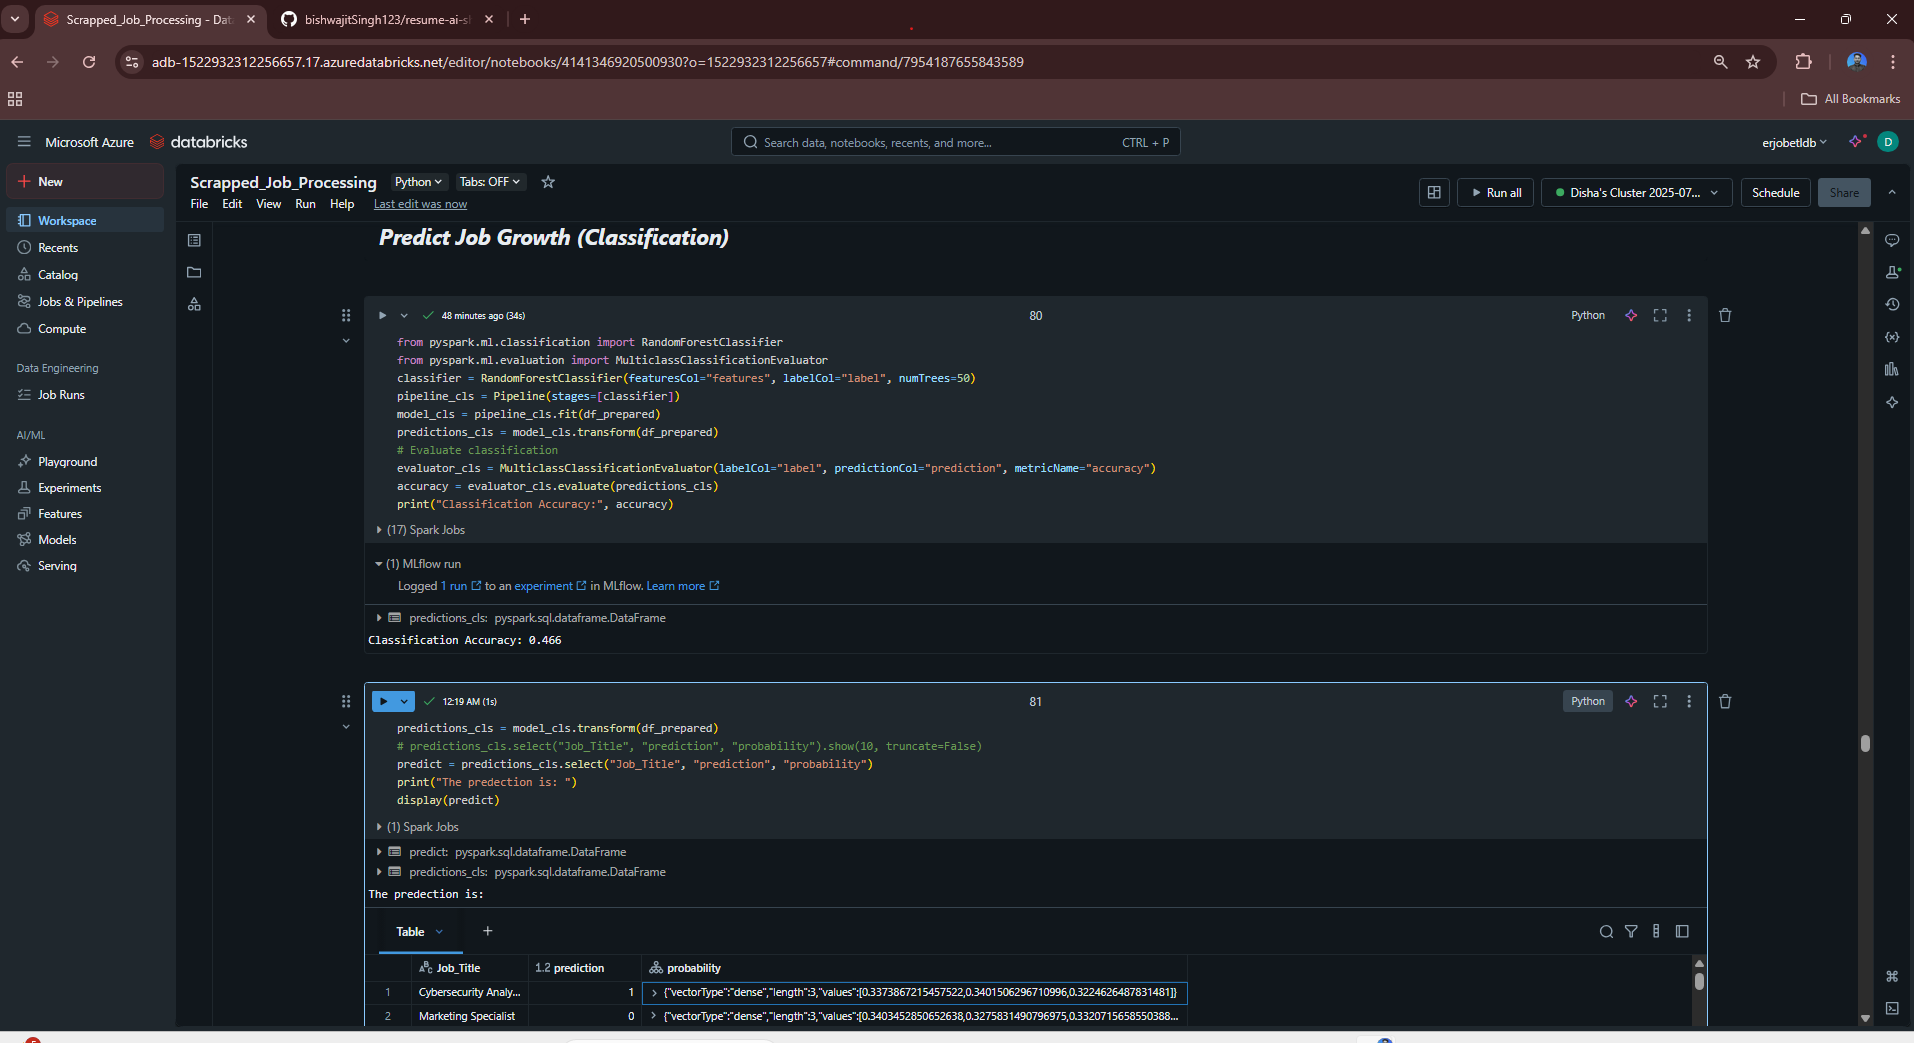 Scrapped_Job_Processing - Dat
bishwajitSingh123/resume-ai-sl
adb-1522932312256657.17.azuredatabricks.net/editor/notebooks/4141346920500930?o=1522932312256657#command/7954187655843589
All Bookmarks
Microsoft Azure
databricks
Search data, notebooks, recents, and more...
CTRL + P
erjobetldb
D
New
Workspace
Recents
Catalog
Jobs & Pipelines
Compute
Data Engineering
Job Runs
AI/ML
Playground
Experiments
Features
Models
Serving
Scrapped_Job_Processing
Python
Tabs: OFF
File Edit View Run Help Last edit was now
Run all
Disha's Cluster 2025-07...
Schedule
Share
Predict Job Growth (Classification)
48 minutes ago (34s)
80
Python
from pyspark.ml.classification import RandomForestClassifier
from pyspark.ml.evaluation import MulticlassClassificationEvaluator
classifier = RandomForestClassifier(featuresCol="features", labelCol="label", numTrees=50)
pipeline_cls = Pipeline(stages=[classifier])
model_cls = pipeline_cls.fit(df_prepared)
predictions_cls = model_cls.transform(df_prepared)
# Evaluate classification
evaluator_cls = MulticlassClassificationEvaluator(labelCol="label", predictionCol="prediction", metricName="accuracy")
accuracy = evaluator_cls.evaluate(predictions_cls)
print("Classification Accuracy:", accuracy)
(17) Spark Jobs
(1) MLflow run
Logged 1 run to an experiment in MLflow. Learn more
predictions_cls: pyspark.sql.dataframe.DataFrame
Classification Accuracy: 0.466
12:19 AM (1s)
81
Python
predictions_cls = model_cls.transform(df_prepared)
# predictions_cls.select("Job_Title", "prediction", "probability").show(10, truncate=False)
predict = predictions_cls.select("Job_Title", "prediction", "probability")
print("The predection is: ")
display(predict)
(1) Spark Jobs
predict: pyspark.sql.dataframe.DataFrame
predictions_cls: pyspark.sql.dataframe.DataFrame
The predection is:
Table
Job_Title 1.2 prediction probability
1 Cybersecurity Analy... 1 {"vectorType":"dense","length":3,"values":[0.3373867215457522,0.3401506296710996,0.3224626487831481]}
2 Marketing Specialist 0 {"vectorType":"dense","length":3,"values":[0.3403452850652638,0.3275831490796975,0.3320715658550388...